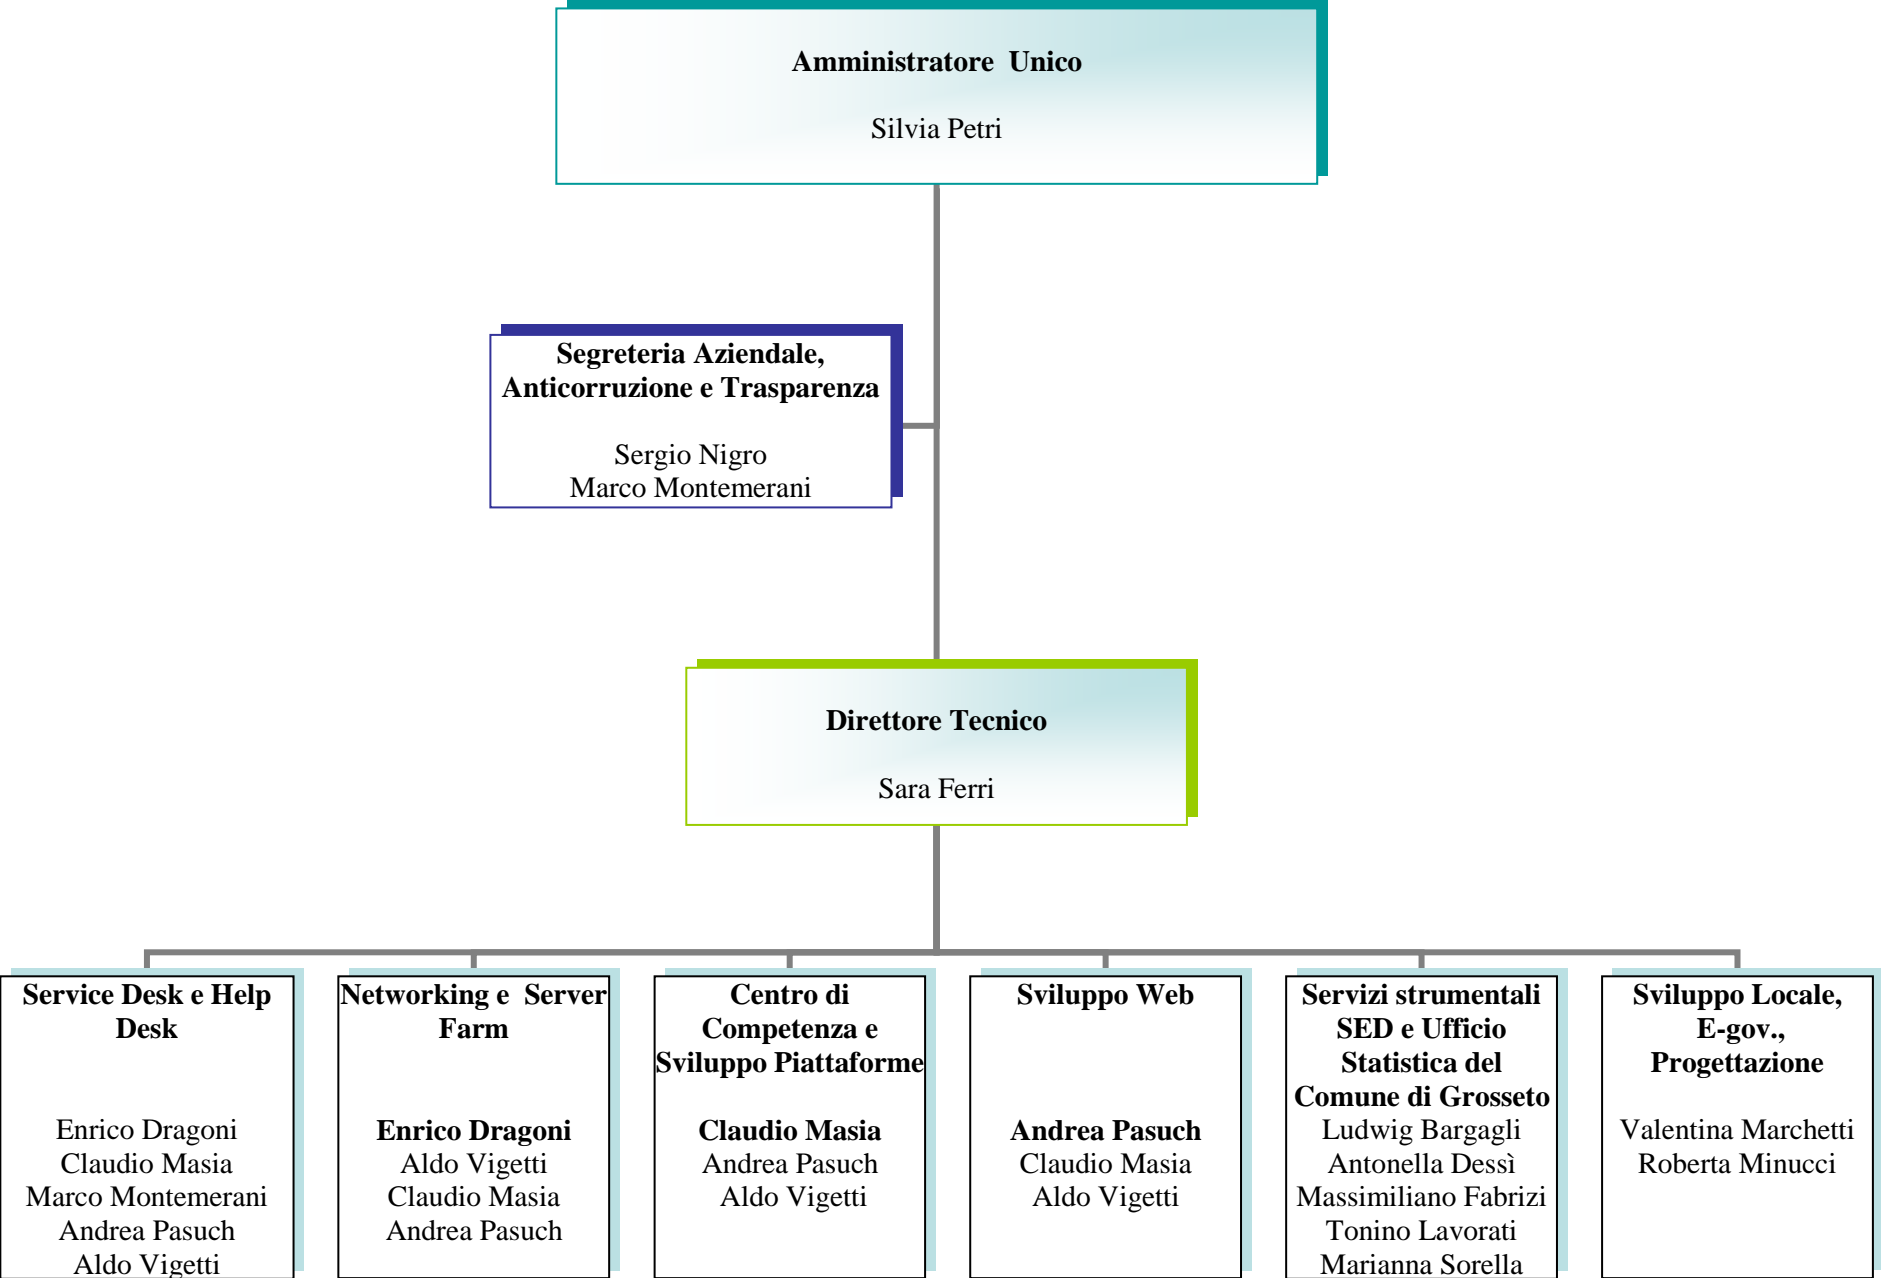 Amministratore  Unico
Silvia Petri
Segreteria Aziendale,
Anticorruzione e Trasparenza
Sergio Nigro
Marco Montemerani
Direttore Tecnico
Sara Ferri
Service Desk e Help
Desk
Enrico Dragoni
Claudio Masia
Marco Montemerani
Andrea Pasuch
Aldo Vigetti
Networking e  Server
Farm
Enrico Dragoni
Aldo Vigetti
Claudio Masia
Andrea Pasuch
Centro di
Competenza e
Sviluppo Piattaforme
Claudio Masia
Andrea Pasuch
Aldo Vigetti
Sviluppo Web
Andrea Pasuch
Claudio Masia
Aldo Vigetti
Servizi strumentali
SED e Ufficio
Statistica del
Comune di Grosseto
Ludwig Bargagli
Antonella Dessì
Massimiliano Fabrizi
Tonino Lavorati
Marianna Sorella
Sviluppo Locale,
E-gov.,
Progettazione
Valentina Marchetti
Roberta Minucci